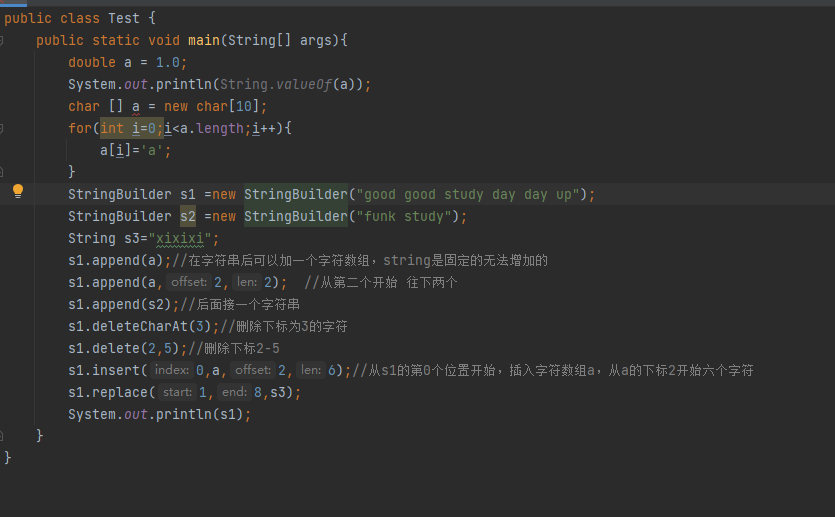 public class Test {
public static void main(String[] args){
double a = 1.0;
System.out.println(String.valueOf(a));
char [] a = new char[10];
for(int i=0;i<a.length;i++){
a[i]='a';
}
StringBuilder s1 =new StringBuilder("good good study day day up");
StringBuilder s2 =new StringBuilder("funk study");
String s3="xixixi";
s1.append(a);//在字符串后可以加一个字符数组，string是固定的无法增加的
s1.append(a, offset: 2, len: 2);  //从第二个开始 往下两个
s1.append(s2);//后面接一个字符串
s1.deleteCharAt(3);//删除下标为3的字符
s1.delete(2,5);//删除下标2-5
s1.insert( index: 0,a, offset: 2, len: 6);//从s1的第0个位置开始，插入字符数组a，从a的下标2开始六个字符
s1.replace( start: 1, end: 8,s3);
System.out.println(s1);
}
}